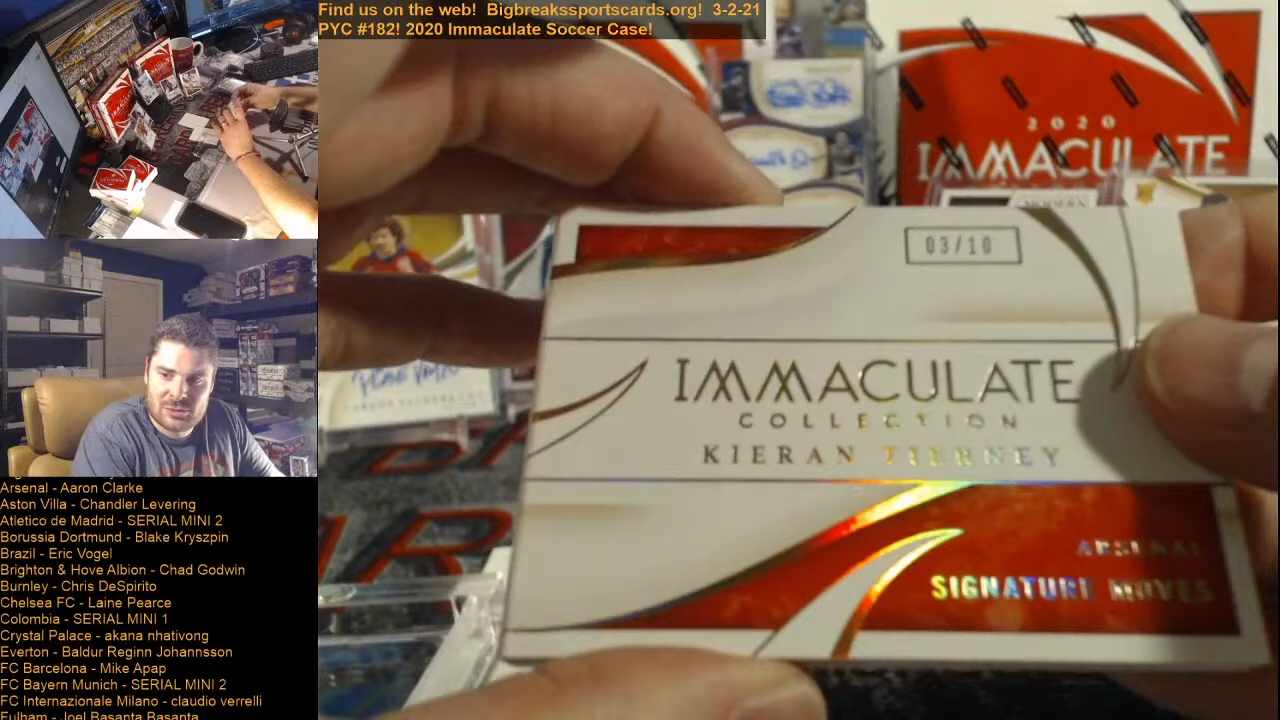 Find us on the web! Bigbreakssportscards.org! 3-2-21
PYC #182! 2020 Immaculate Soccer Case!
2020
IMMACULATE
03/10
IMMACULATE
COLLECTION
KIERAN TIERNEY
ARSENAL
SIGNATURE MOVES
Arsenal - Aaron Clarke
Aston Villa - Chandler Levering
Atletico de Madrid - SERIAL MINI 2
Borussia Dortmund - Blake Kryszpin
Brazil - Eric Vogel
Brighton & Hove Albion - Chad Godwin
Burnley - Chris DeSpirito
Chelsea FC - Laine Pearce
Colombia - SERIAL MINI 1
Crystal Palace - akana nhativong
Everton - Baldur Reginn Johannsson
FC Barcelona - Mike Apap
FC Bayern Munich - SERIAL MINI 2
FC Internazionale Milano - claudio verrelli
Fulham - Joel Basanta Basanta